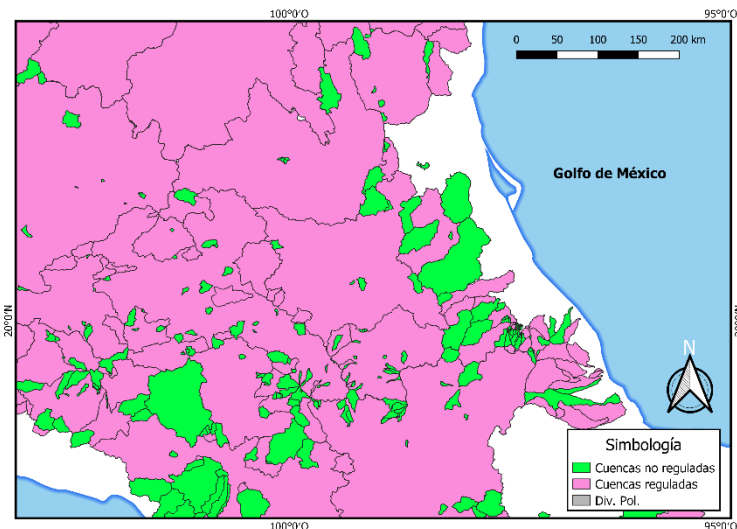 100°0'O 95°0'O
0 50 100 150 200 km
Golfo de México
20°0'N
20°0'N
N
Simbología
Cuencas no reguladas
Cuencas reguladas
Div. Pol.
100°0'O 95°0'O